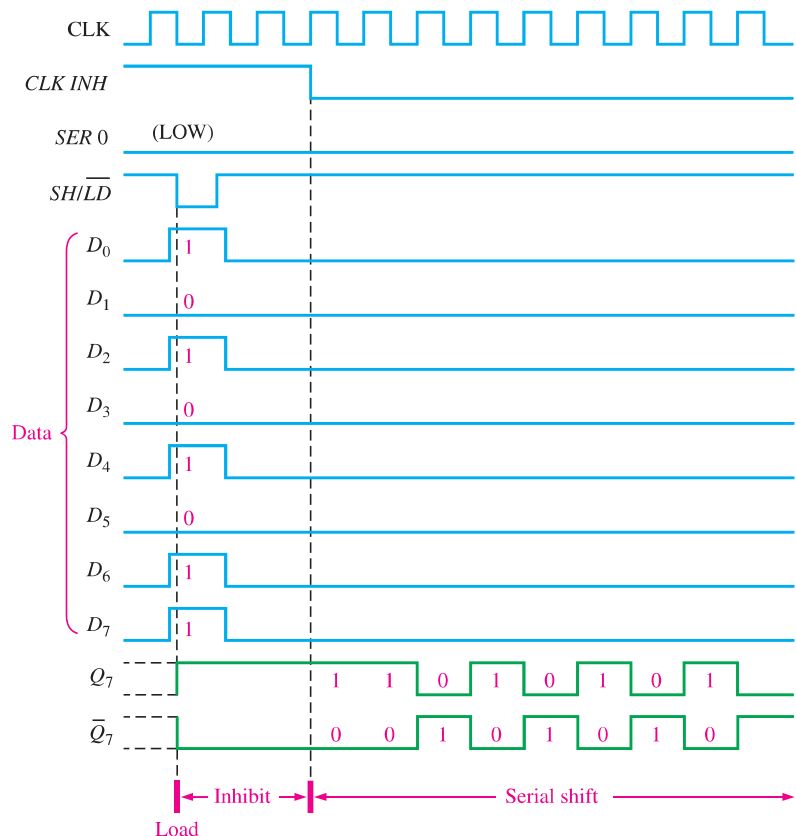 CLK
CLK INH
SER 0 (LOW)
SH/L̅D̅
Data
D₀ 1
D₁ 0
D₂ 1
D₃ 0
D₄ 1
D₅ 0
D₆ 1
D₇ 1
Q₇ 1 1 0 1 0 1 0 1
Q̅₇ 0 0 1 0 1 0 1 0
Inhibit Serial shift
Load